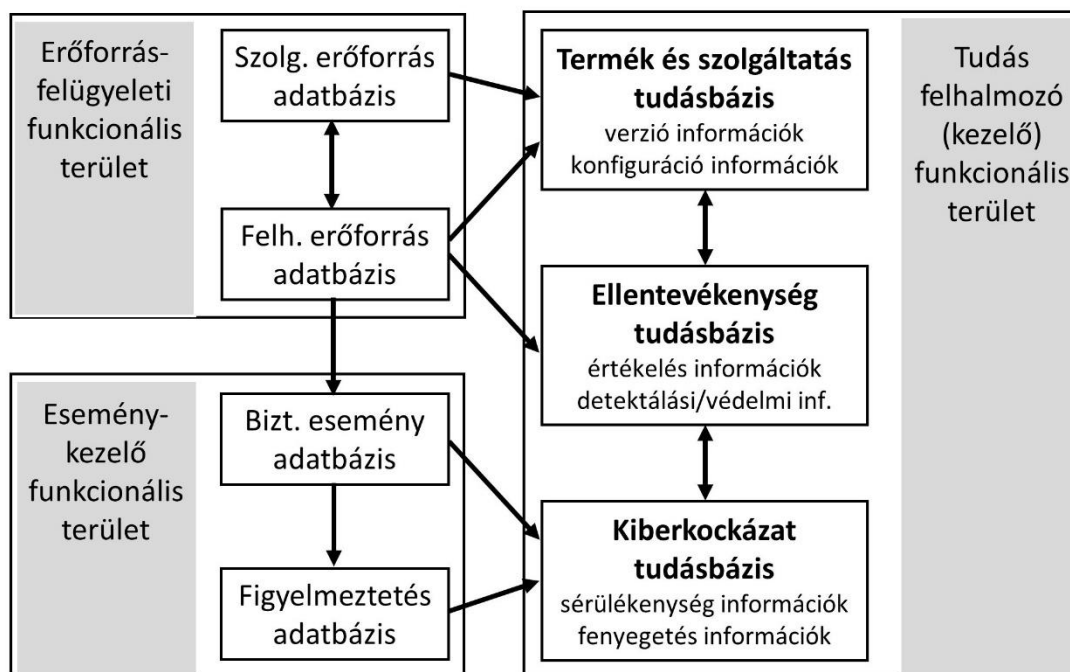 Erőforrás-
felügyeleti
funkcionális
terület
Szolg. erőforrás
adatbázis
Felh. erőforrás
adatbázis
Esemény-
kezelő
funkcionális
terület
Bizt. esemény
adatbázis
Figyelmeztetés
adatbázis
Termék és szolgáltatás
tudásbázis
verzió információk
konfiguráció információk
Ellentevékenység
tudásbázis
értékelés információk
detektálási/védelmi inf.
Kiberkockázat
tudásbázis
sérülékenység információk
fenyegetés információk
Tudás
felhalmozó
(kezelő)
funkcionális
terület